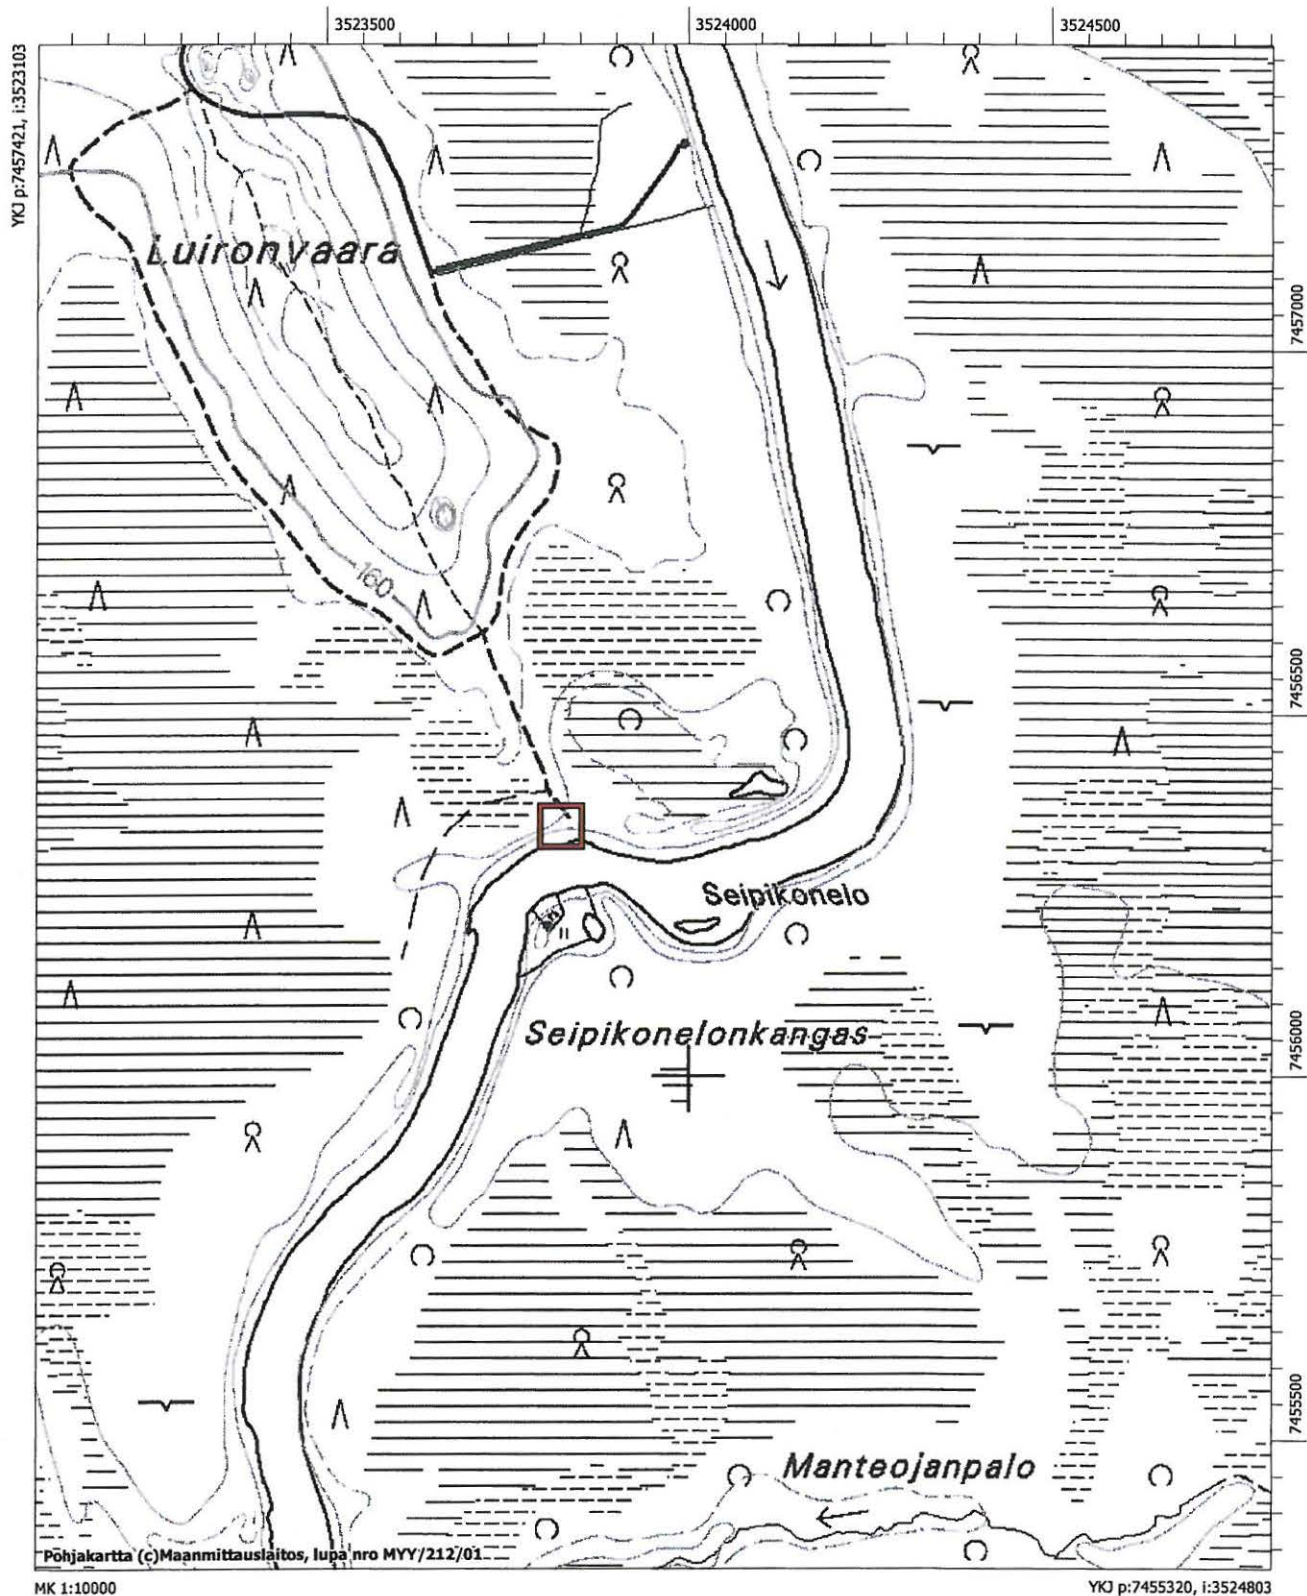 3523500
3524000
3524500
YKJ p:7457421, i:3523103
Luironvaara
7457000
160
7456500
Seipikonelo
Seipikonelonkangas
7456000
7455500
Manteojanpalo
Pohjakartta (c)Maanmittauslaitos, lupa nro MYY/212/01
MK 1:10000
YKJ p:7455320, i:3524803